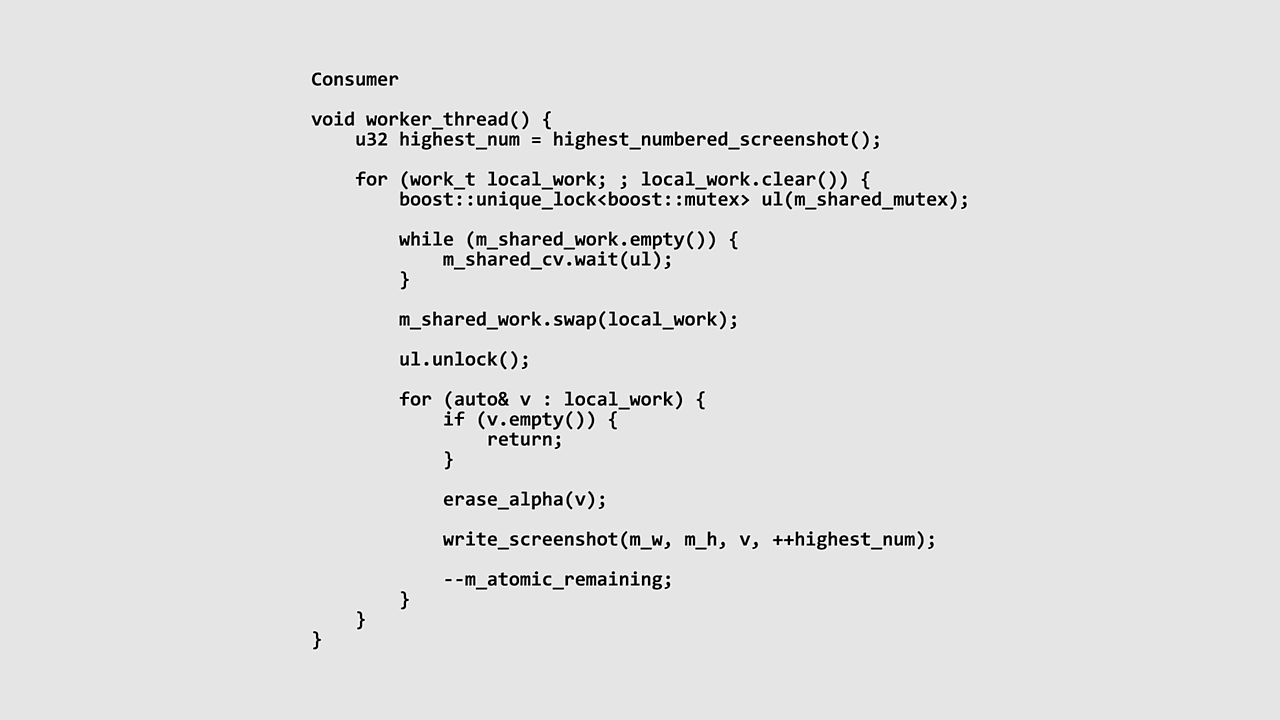 Consumer
void worker_thread() {
    u32 highest_num = highest_numbered_screenshot();
    for (work_t local_work; ; local_work.clear()) {
        boost::unique_lock<boost::mutex> ul(m_shared_mutex);
        while (m_shared_work.empty()) {
            m_shared_cv.wait(ul);
        }
        m_shared_work.swap(local_work);
        ul.unlock();
        for (auto& v : local_work) {
            if (v.empty()) {
                return;
            }
            erase_alpha(v);
            write_screenshot(m_w, m_h, v, ++highest_num);
            --m_atomic_remaining;
        }
    }
}